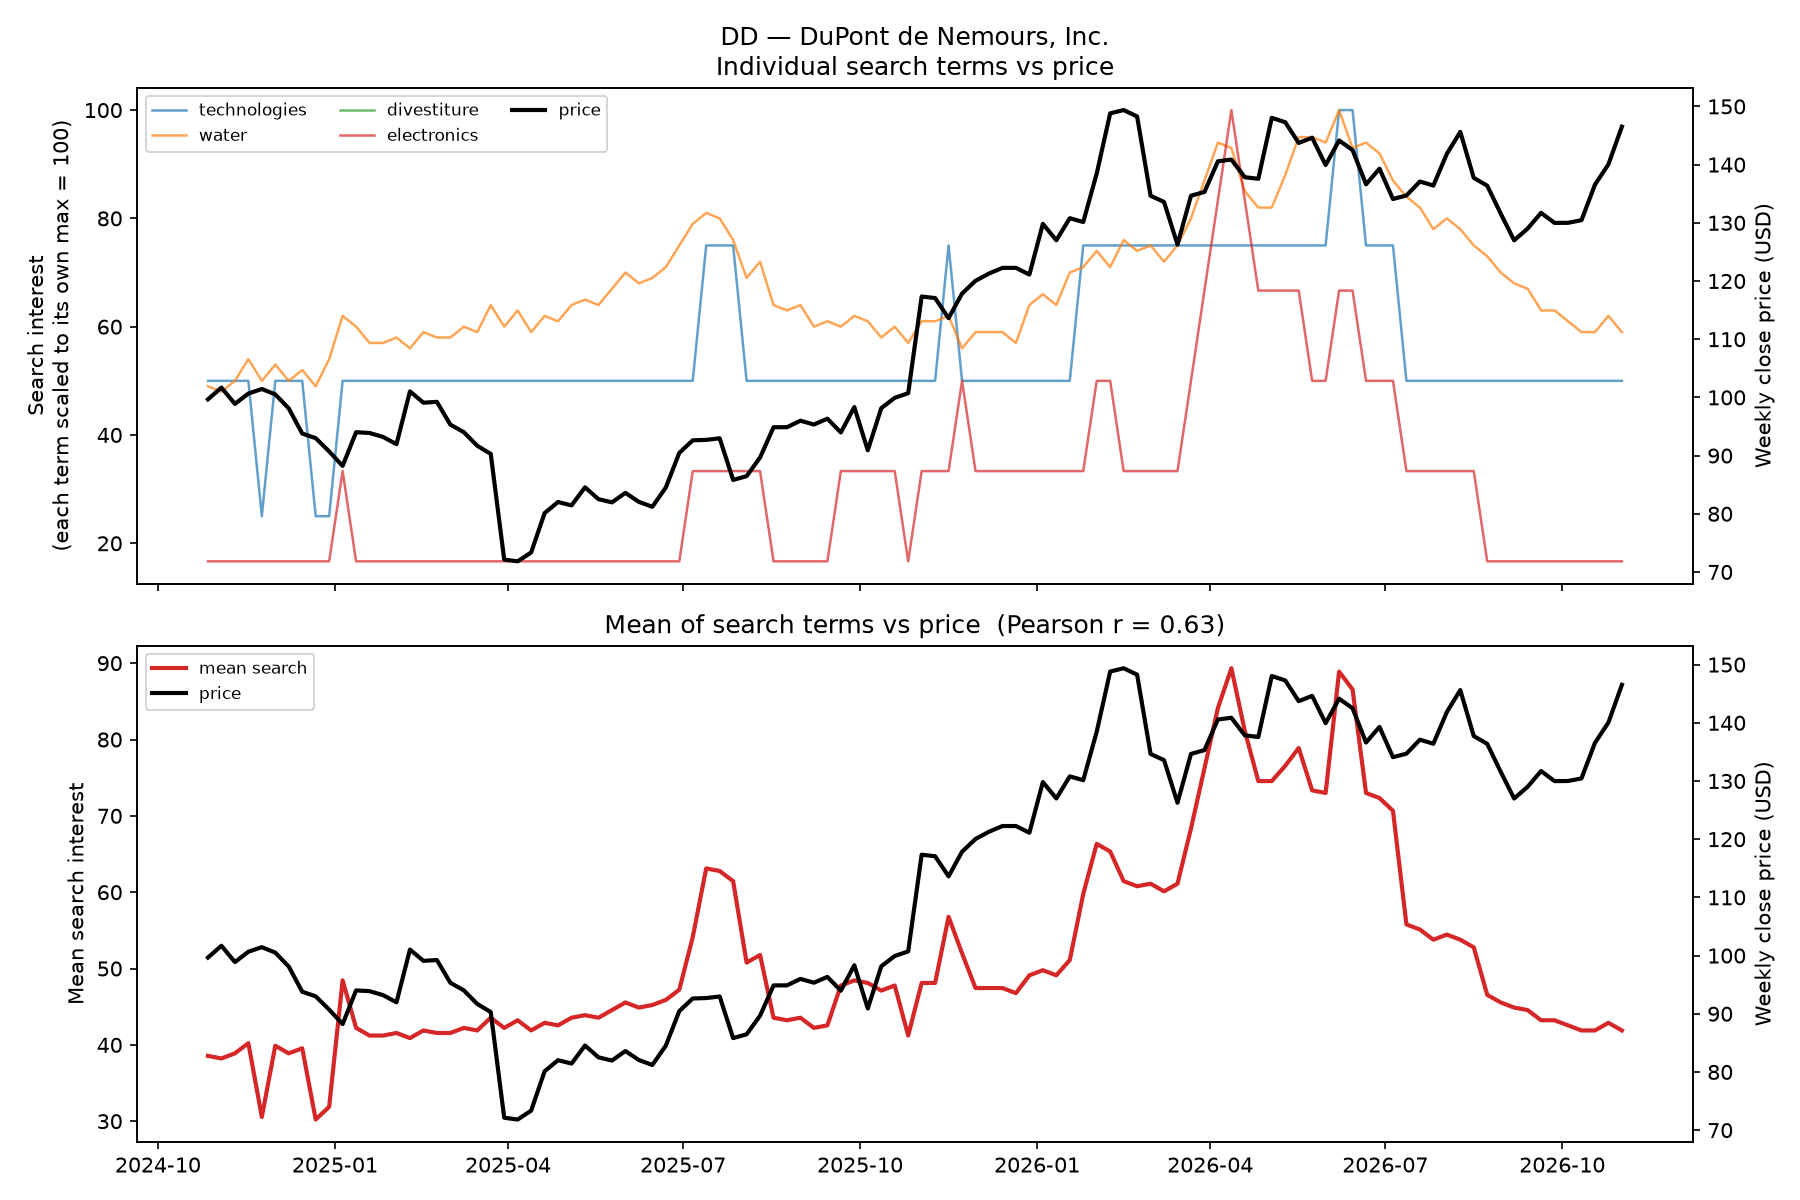 DD — DuPont de Nemours, Inc.
Individual search terms vs price
technologies
water
divestiture
electronics
price
Search interest
(each term scaled to its own max = 100)
100
80
60
40
20
150
140
130
120
110
100
90
80
70
Weekly close price (USD)
Mean of search terms vs price (Pearson r = 0.63)
mean search
price
Mean search interest
90
80
70
60
50
40
30
150
140
130
120
110
100
90
80
70
Weekly close price (USD)
2024-10
2025-01
2025-04
2025-07
2025-10
2026-01
2026-04
2026-07
2026-10